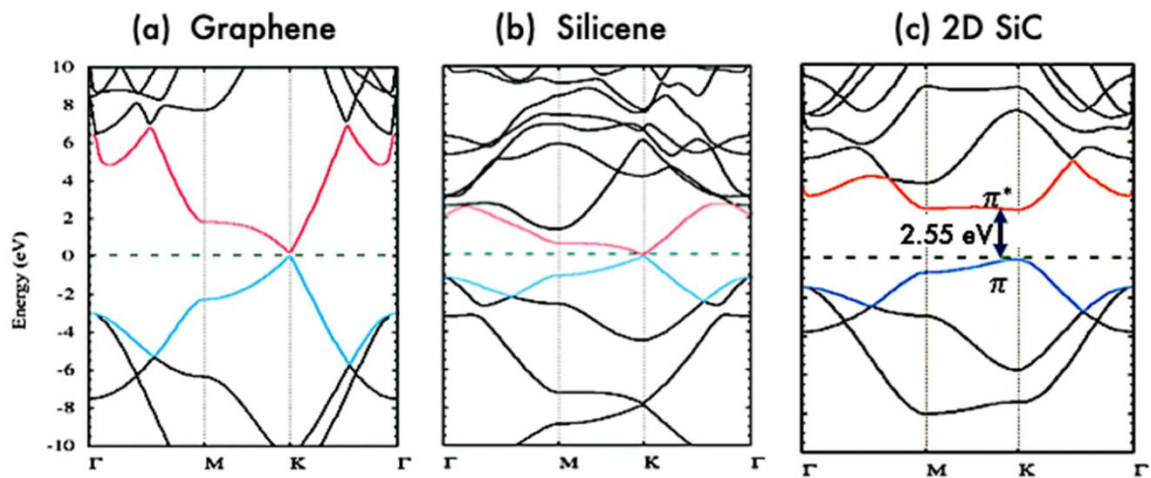 (a) Graphene
(b) Silicene
(c) 2D SiC
Energy (eV)
10
8
6
4
2
0
-2
-4
-6
-8
-10
π*
2.55 eV
π
Γ M K Γ
Γ M K Γ
Γ M K Γ